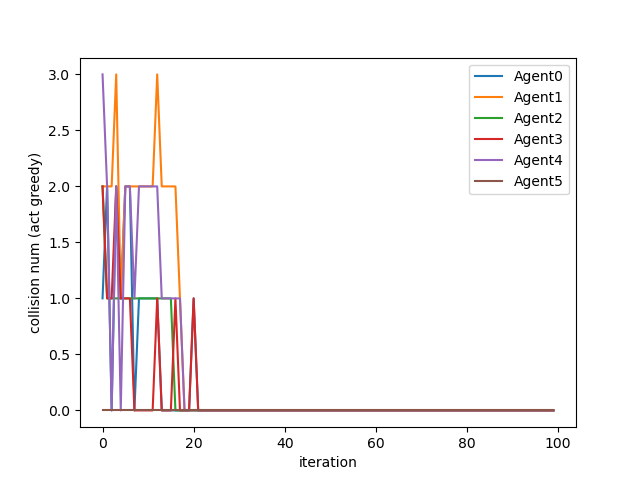 3.0
2.5
2.0
1.5
1.0
0.5
0.0
collision num (act greedy)
0
20
40
60
80
100
iteration
Agent0
Agent1
Agent2
Agent3
Agent4
Agent5